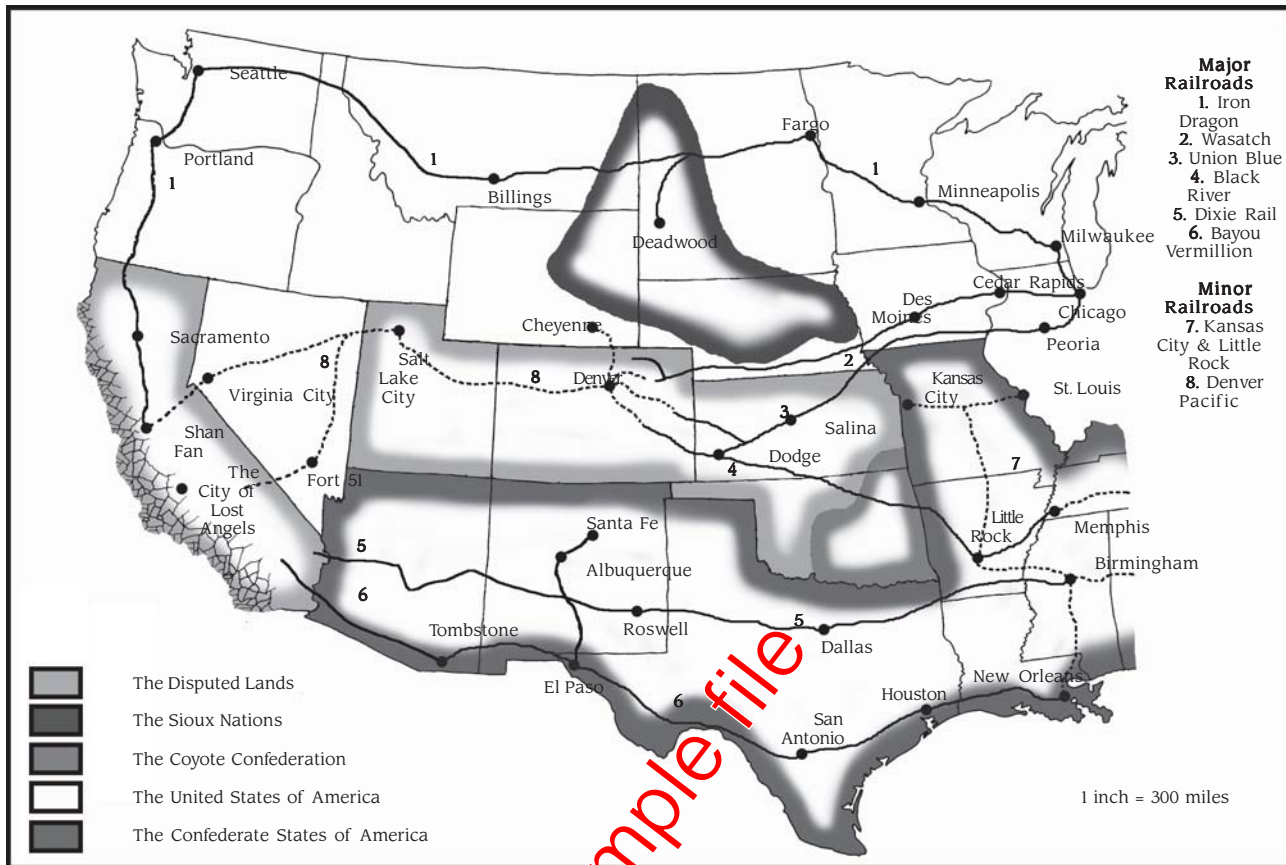 Seattle
Portland
1
1
Billings
Fargo
1
Minneapolis
Milwaukee
Deadwood
Cedar Rapids
Des
Moines
Chicago
Peoria
Cheyenne
2
Sacramento
Salt
Lake
City
8
8
Denver
Virginia City
Kansas
City
St. Louis
3
Salina
Shan
Fan
Dodge
4
7
The
City of
Lost
Angels
Fort 51
Santa Fe
Little
Rock
Memphis
5
Albuquerque
Birmingham
6
Roswell
5
Dallas
Tombstone
El Paso
6
San
Antonio
Houston
New Orleans
Major
Railroads
1. Iron
Dragon
2. Wasatch
3. Union Blue
4. Black
River
5. Dixie Rail
6. Bayou
Vermillion
Minor
Railroads
7. Kansas
City & Little
Rock
8. Denver
Pacific
The Disputed Lands
The Sioux Nations
The Coyote Confederation
The United States of America
The Confederate States of America
1 inch = 300 miles
mple file